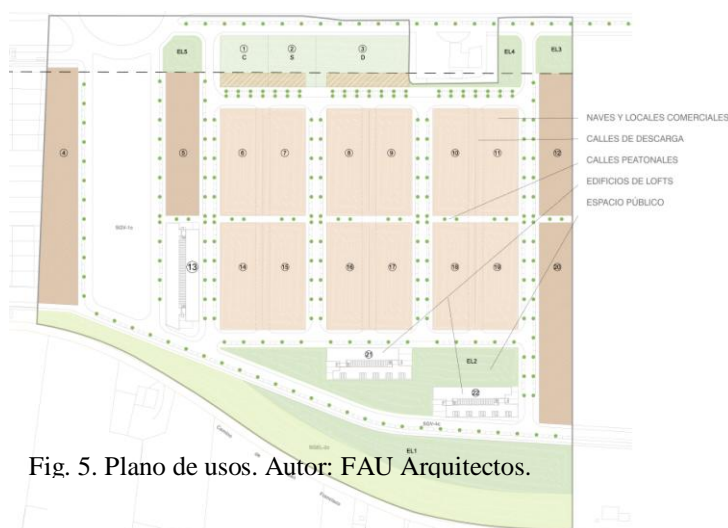 EL5
①
C
②
S
③
D
EL4
EL3
NAVES Y LOCALES COMERCIALES
④
⑤
⑥
⑦
⑧
⑨
⑩
⑪
⑫
CALLES DE DESCARGA
CALLES PEATONALES
EDIFICIOS DE LOFTS
ESPACIO PÚBLICO
⑬
⑭
⑮
⑯
⑰
⑱
⑲
⑳
㉑
EL2
㉒
EL1
Camino
de
Fig. 5. Plano de usos. Autor: FAU Arquitectos.